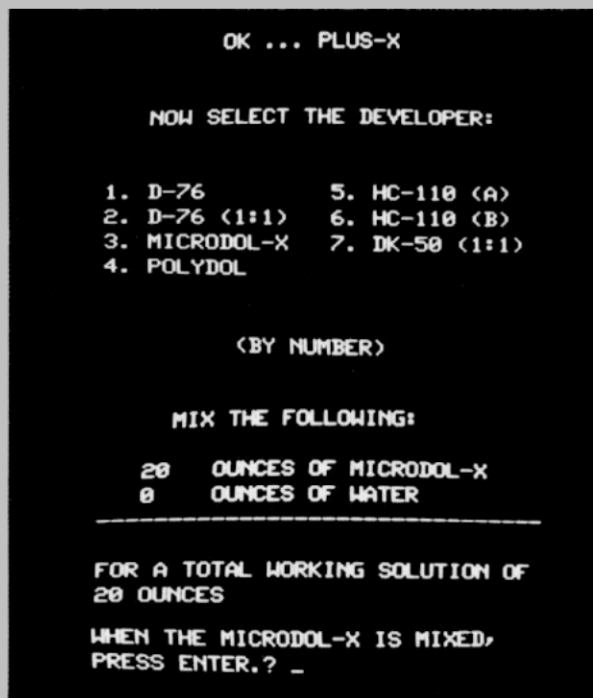 OK ... PLUS-X
NOW SELECT THE DEVELOPER:
1. D-76 5. HC-110 (A)
2. D-76 (1:1) 6. HC-110 (B)
3. MICRODOL-X 7. DK-50 (1:1)
4. POLYDOL
(BY NUMBER)
MIX THE FOLLOWING:
20 OUNCES OF MICRODOL-X
0 OUNCES OF WATER
FOR A TOTAL WORKING SOLUTION OF
20 OUNCES
WHEN THE MICRODOL-X IS MIXED,
PRESS ENTER.? _